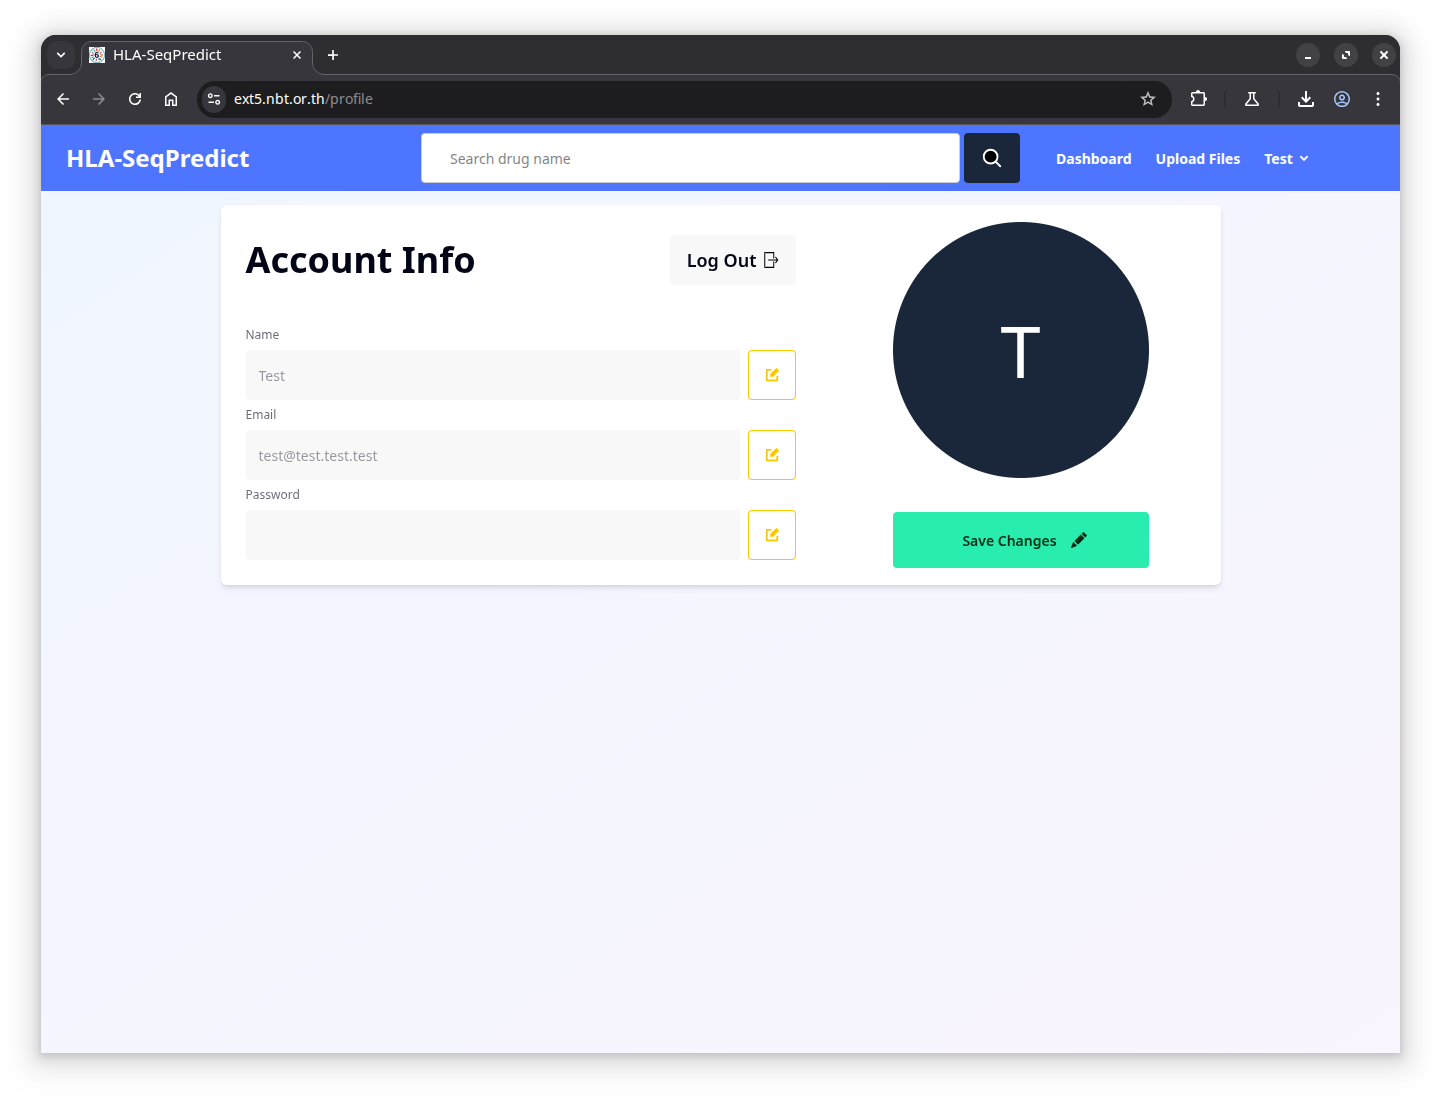 HLA-SeqPredict
ext5.nbt.or.th/profile
HLA-SeqPredict
Search drug name
Dashboard
Upload Files
Test
Account Info
Log Out
T
Name
Test
Email
test@test.test.test
Password
Save Changes